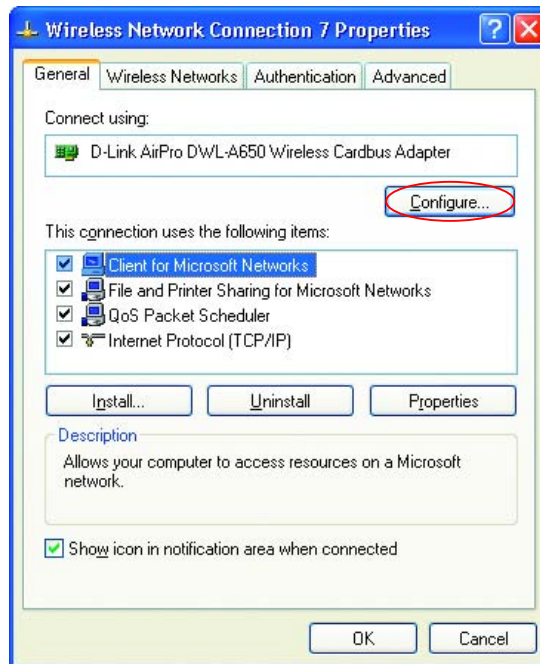 Wireless Network Connection 7 Properties
General Wireless Networks Authentication Advanced
Connect using:
D-Link AirPro DWL-A650 Wireless Cardbus Adapter
Configure...
This connection uses the following items:
Client for Microsoft Networks
File and Printer Sharing for Microsoft Networks
QoS Packet Scheduler
Internet Protocol (TCP/IP)
Install... Uninstall Properties
Description
Allows your computer to access resources on a Microsoft
network.
Show icon in notification area when connected
OK Cancel